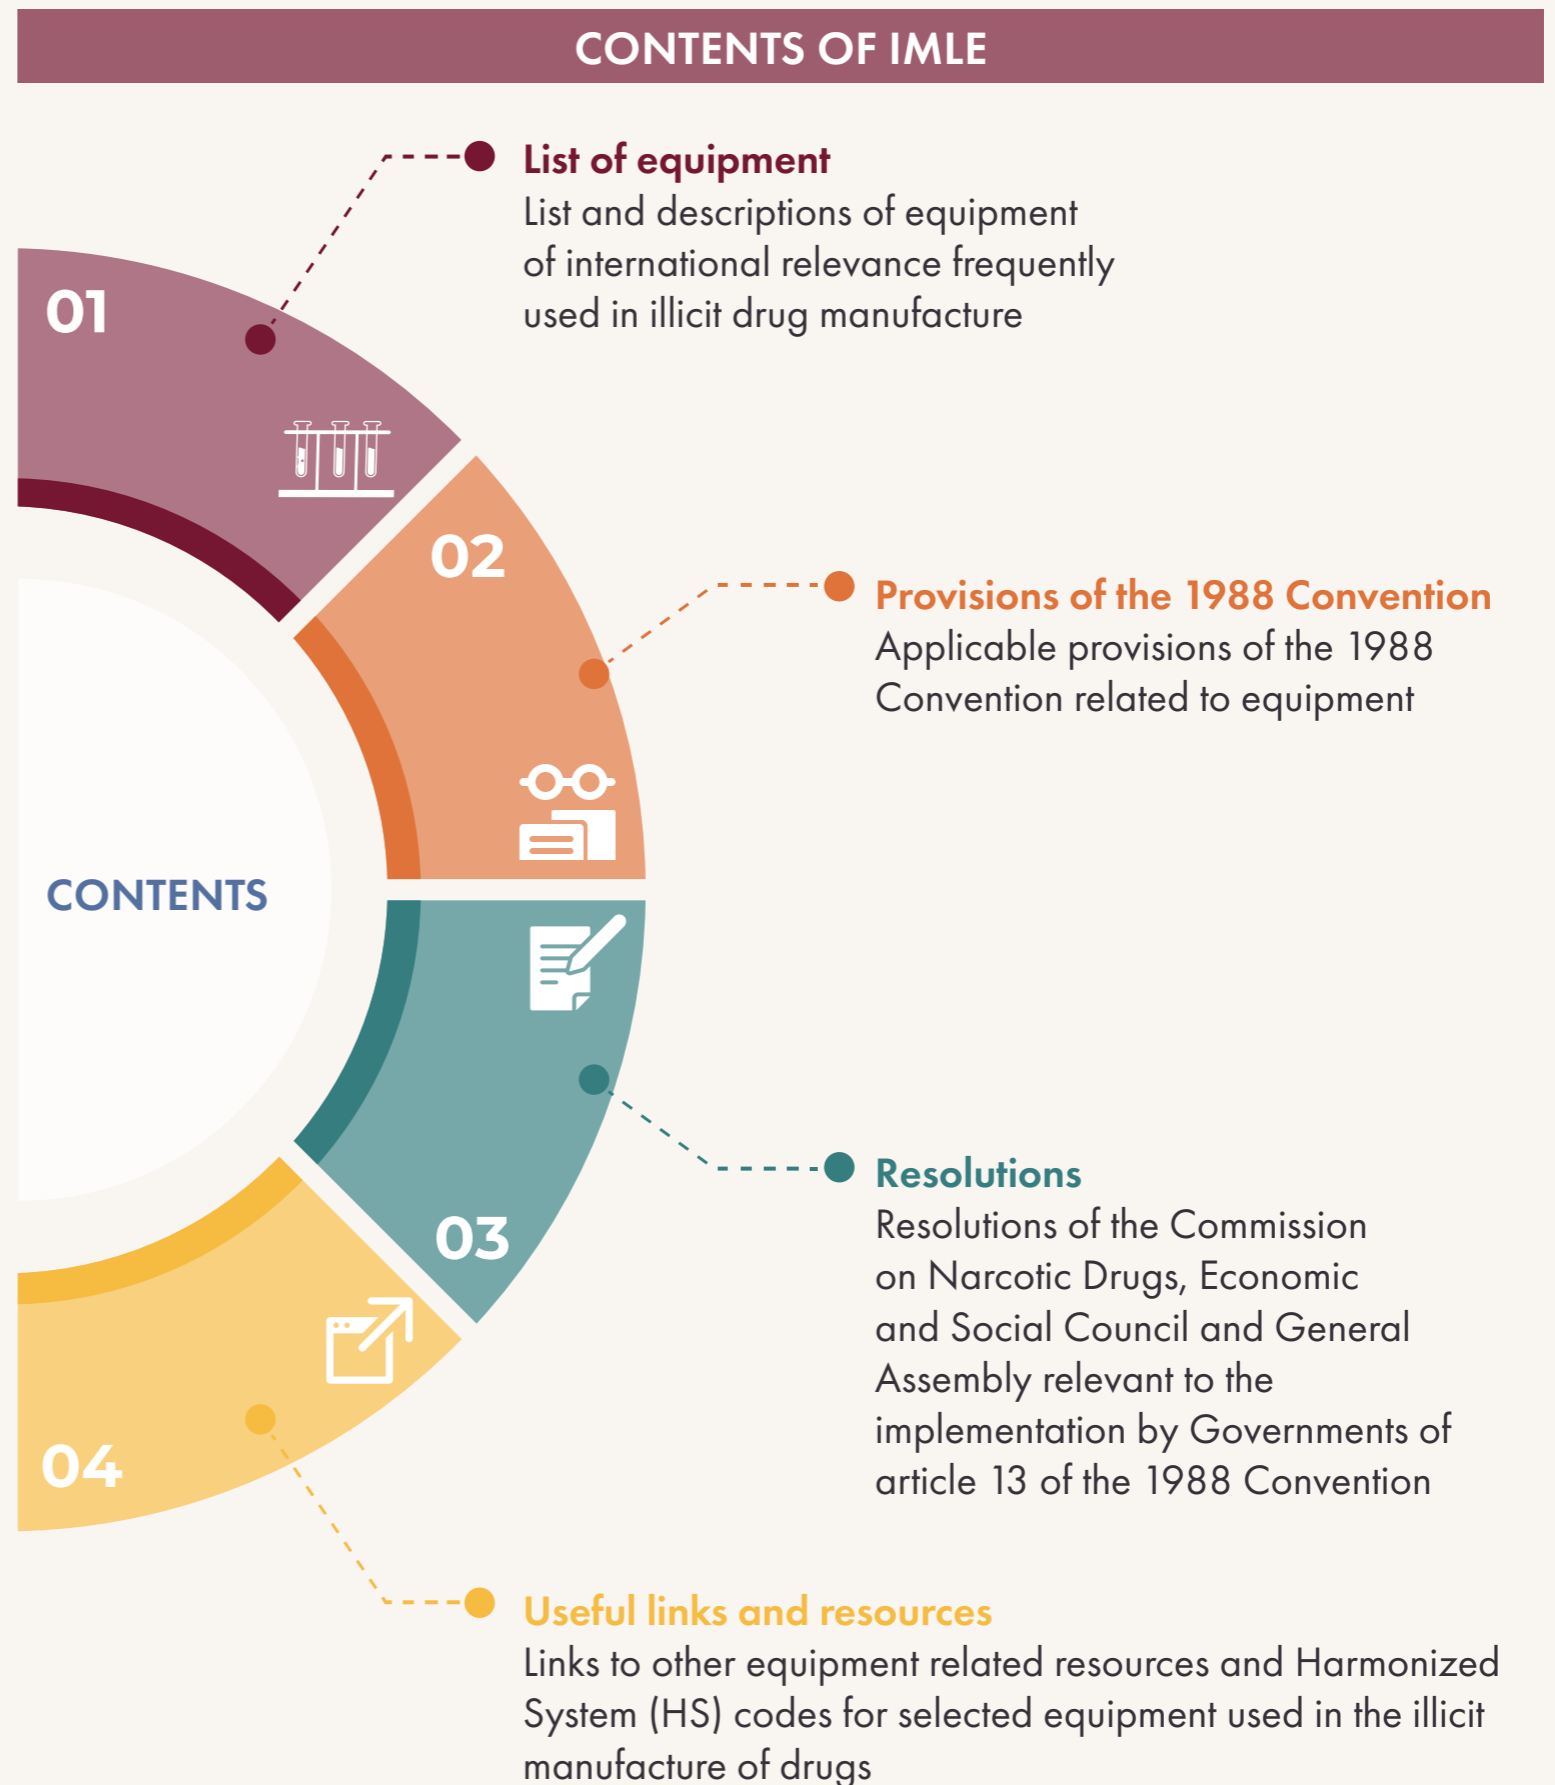 CONTENTS OF IMLE
01
List of equipment
List and descriptions of equipment
of international relevance frequently
used in illicit drug manufacture
02
Provisions of the 1988 Convention
Applicable provisions of the 1988
Convention related to equipment
CONTENTS
03
Resolutions
Resolutions of the Commission
on Narcotic Drugs, Economic
and Social Council and General
Assembly relevant to the
implementation by Governments of
article 13 of the 1988 Convention
04
Useful links and resources
Links to other equipment related resources and Harmonized
System (HS) codes for selected equipment used in the illicit
manufacture of drugs